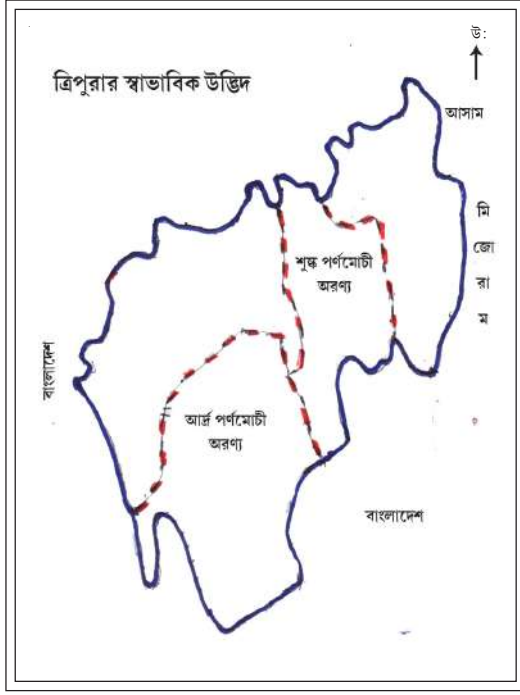 উ:
ত্রিপুরার স্বাভাবিক উদ্ভিদ
আসাম
মিজোরাম
শুষ্ক পর্ণমোচী
অরণ্য
বাংলাদেশ
আর্দ্র পর্ণমোচী
অরণ্য
বাংলাদেশ